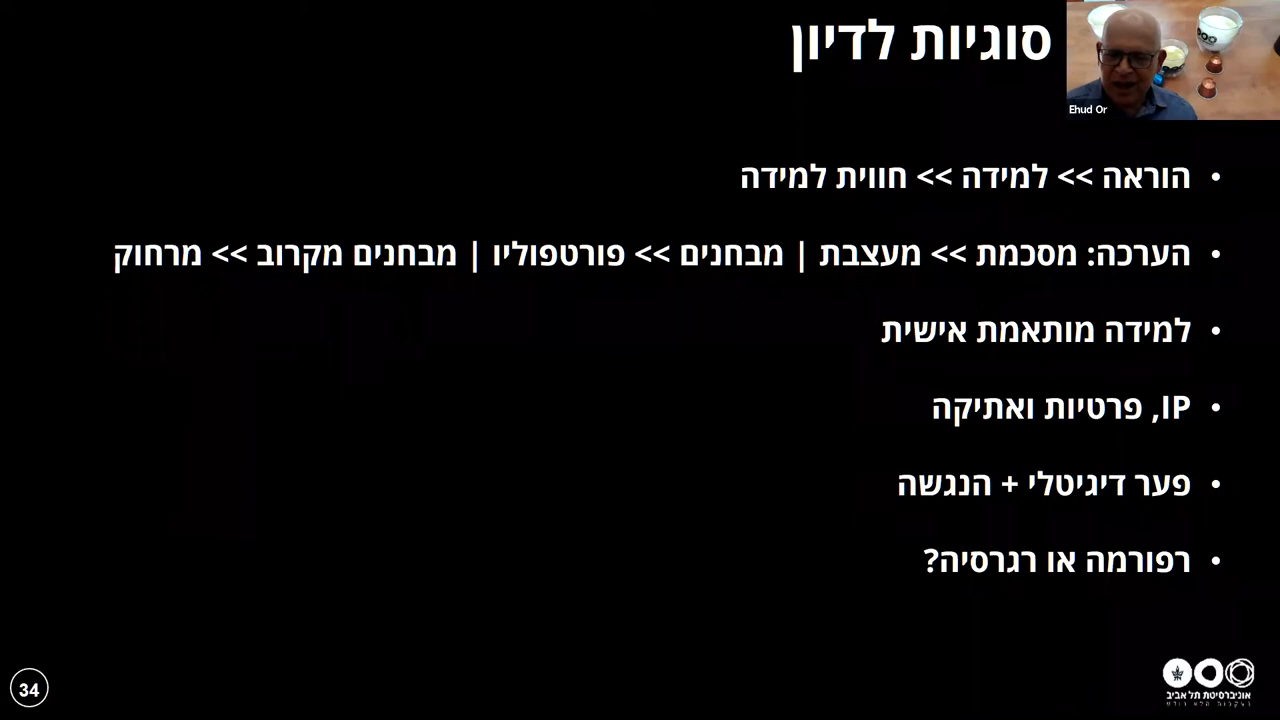 סוגיות לדיון
Ehud Or
• הוראה >> למידה >> חווית למידה
• הערכה: מסכמת >> מעצבת | מבחנים >> פורטפוליו | מבחנים מקרוב >> מרחוק
• למידה מותאמת אישית
• IP, פרטיות ואתיקה
• פער דיגיטלי + הנגשה
• רפורמה או רגרסיה?
34
אוניברסיטת תל אביב